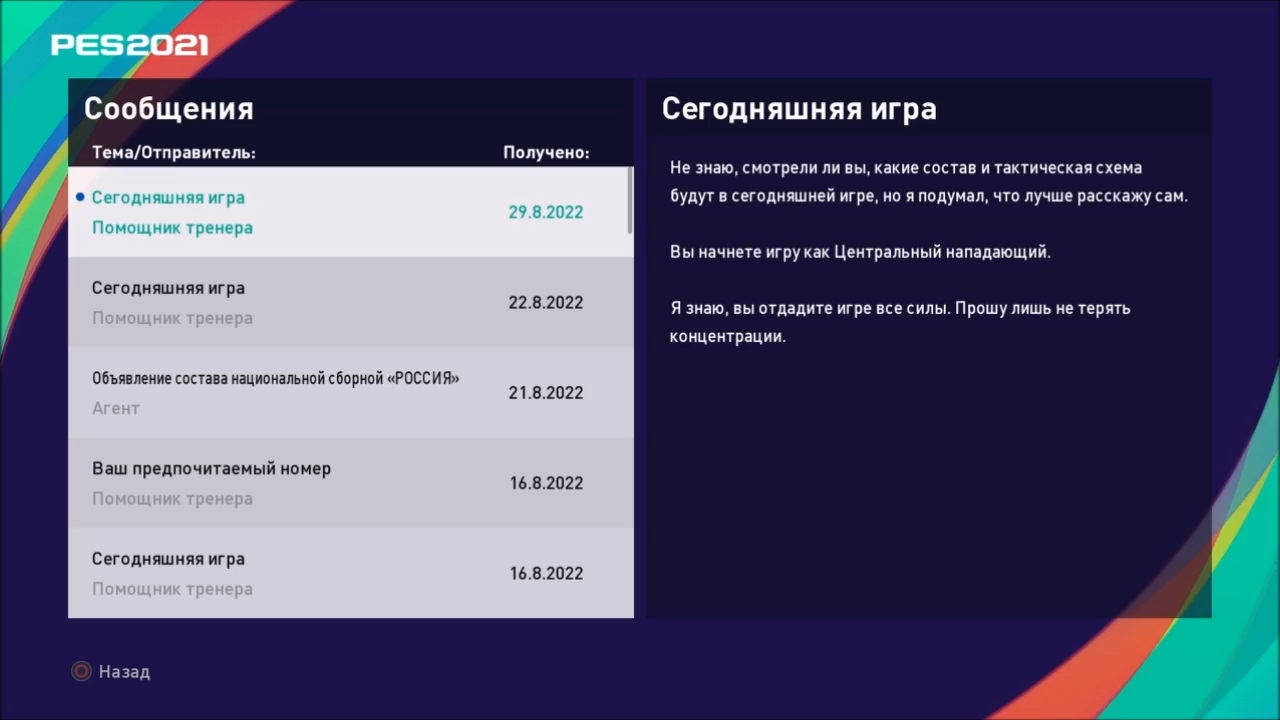 PES2021
Сообщения
Тема/Отправитель:
Получено:
Сегодняшняя игра
Помощник тренера
29.8.2022
Сегодняшняя игра
Помощник тренера
22.8.2022
Объявление состава национальной сборной «РОССИЯ»
Агент
21.8.2022
Ваш предпочитаемый номер
Помощник тренера
16.8.2022
Сегодняшняя игра
Помощник тренера
16.8.2022
Сегодняшняя игра
Не знаю, смотрели ли вы, какие состав и тактическая схема
будут в сегодняшней игре, но я подумал, что лучше расскажу сам.
Вы начнете игру как Центральный нападающий.
Я знаю, вы отдадите игре все силы. Прошу лишь не терять
концентрации.
Назад